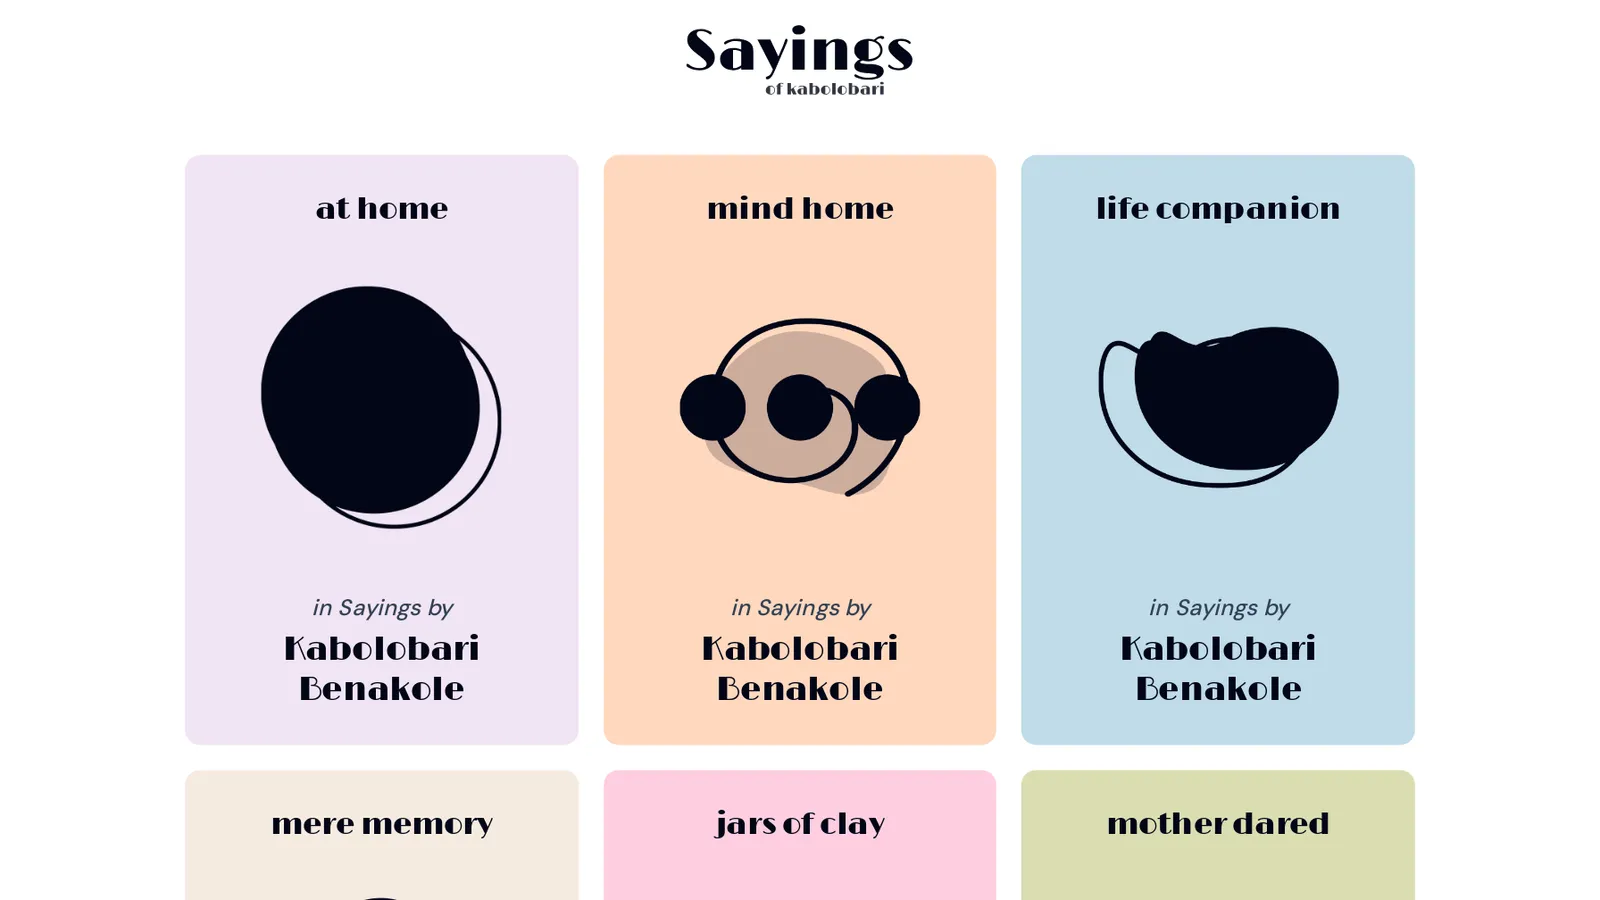 Sayings
of kabolobari
at home
in Sayings by
Kabolobari
Benakole
mind home
in Sayings by
Kabolobari
Benakole
life companion
in Sayings by
Kabolobari
Benakole
mere memory
jars of clay
mother dared